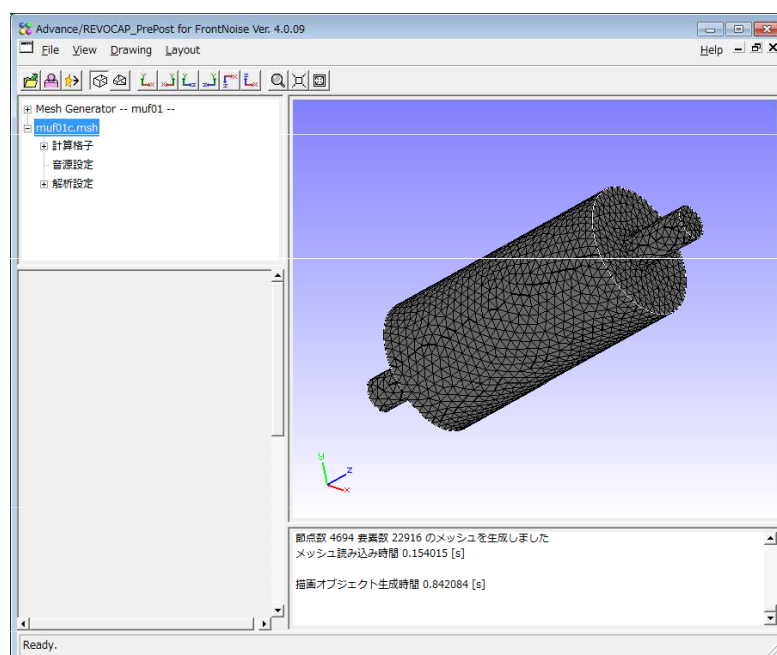 Advance/REVOCAP_PrePost for FrontNoise Ver. 4.0.09
File View Drawing Layout Help
Mesh Generator -- muf01 --
muf01c.msh
計算格子
音源設定
解析設定
y
z
x
節点数 4694 要素数 22916 のメッシュを生成しました
メッシュ読み込み時間 0.154015 [s]
描画オブジェクト生成時間 0.842084 [s]
Ready.